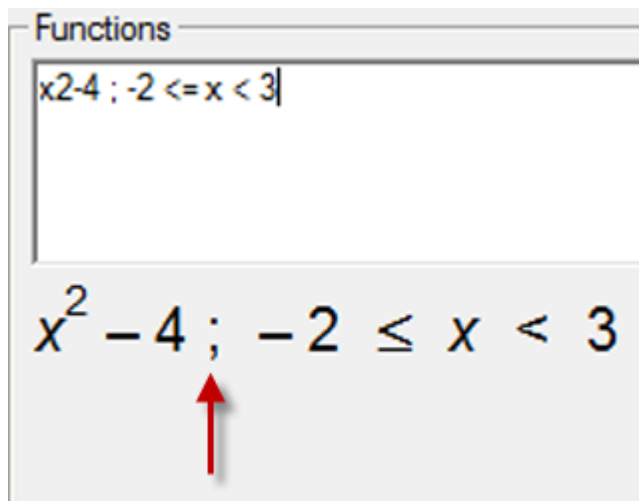 Functions
x2-4 ; -2 <= x < 3
x² − 4 ; − 2 ≤ x < 3